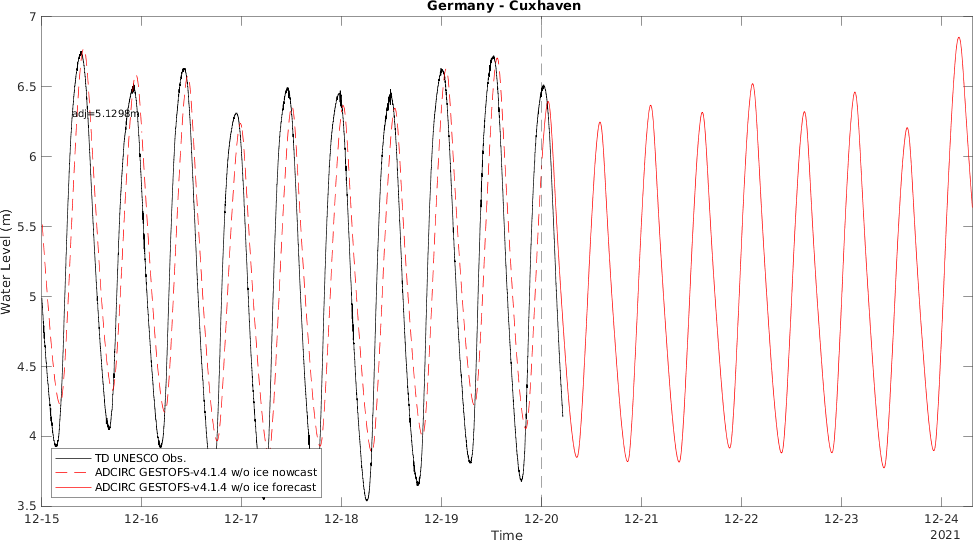 Germany - Cuxhaven
7
6.5
adj=5.1298m
6
5.5
Water Level (m)
5
4.5
4
TD UNESCO Obs.
ADCIRC GESTOFS-v4.1.4 w/o ice nowcast
ADCIRC GESTOFS-v4.1.4 w/o ice forecast
3.5
12-15 12-16 12-17 12-18 12-19 12-20 12-21 12-22 12-23 12-24
Time 2021